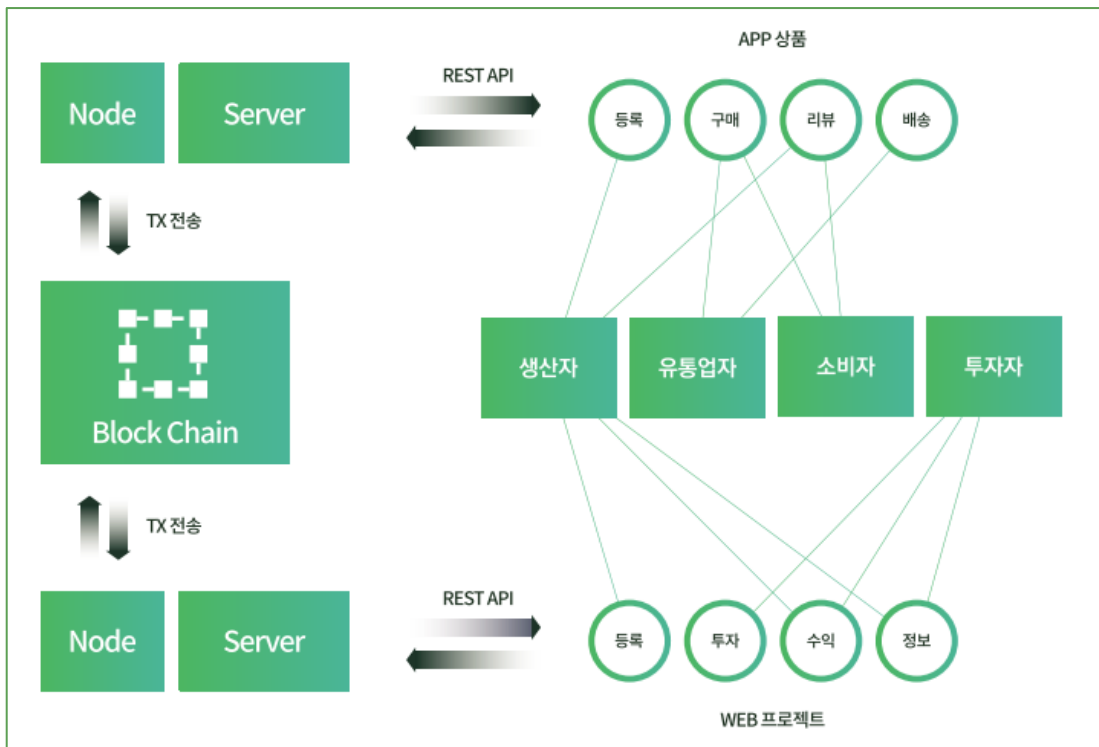 APP 상품
REST API
Node
Server
등록
구매
리뷰
배송
TX 전송
생산자
유통업자
소비자
투자자
Block Chain
TX 전송
REST API
Node
Server
등록
투자
수익
정보
WEB 프로젝트